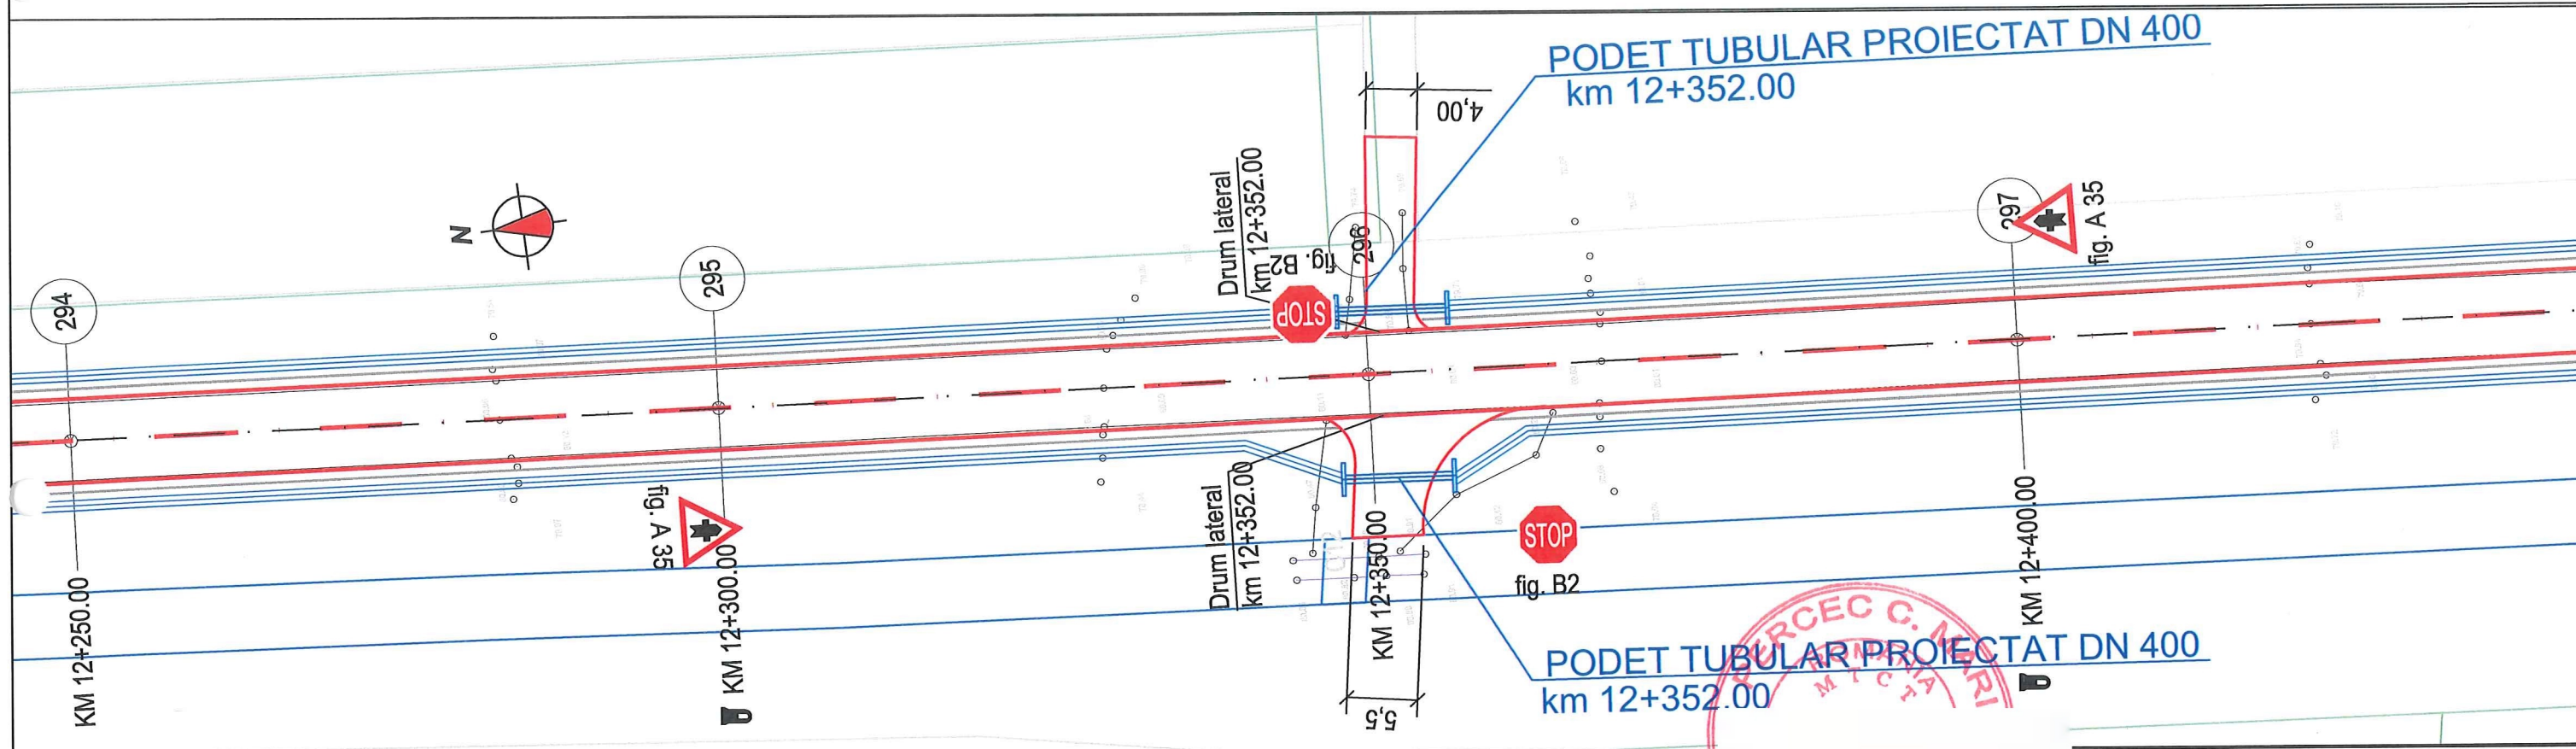 PODET TUBULAR PROIECTAT DN 400
km 12+352.00
4,00
Drum lateral
km 12+352.00
fig. B2
STOP
N
294
295
296
297
fig. A 35
fig. A 35
Drum lateral
km 12+352.00
STOP
fig. B2
KM 12+250.00
KM 12+300.00
KM 12+350.00
KM 12+400.00
5,5
PODET TUBULAR PROIECTAT DN 400
km 12+352.00
PERCEC C. MARI
ROMANIA
M T C T